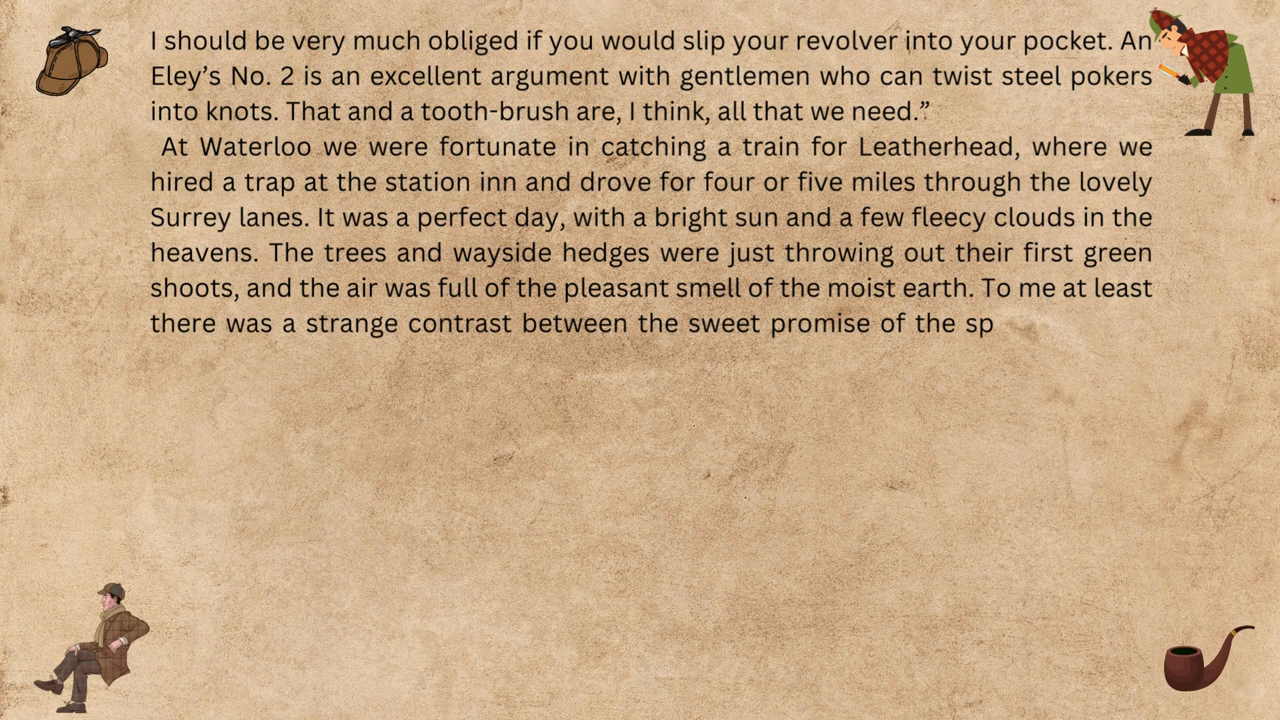 I should be very much obliged if you would slip your revolver into your pocket. An
Eley’s No. 2 is an excellent argument with gentlemen who can twist steel pokers
into knots. That and a tooth-brush are, I think, all that we need.”
At Waterloo we were fortunate in catching a train for Leatherhead, where we
hired a trap at the station inn and drove for four or five miles through the lovely
Surrey lanes. It was a perfect day, with a bright sun and a few fleecy clouds in the
heavens. The trees and wayside hedges were just throwing out their first green
shoots, and the air was full of the pleasant smell of the moist earth. To me at least
there was a strange contrast between the sweet promise of the sp